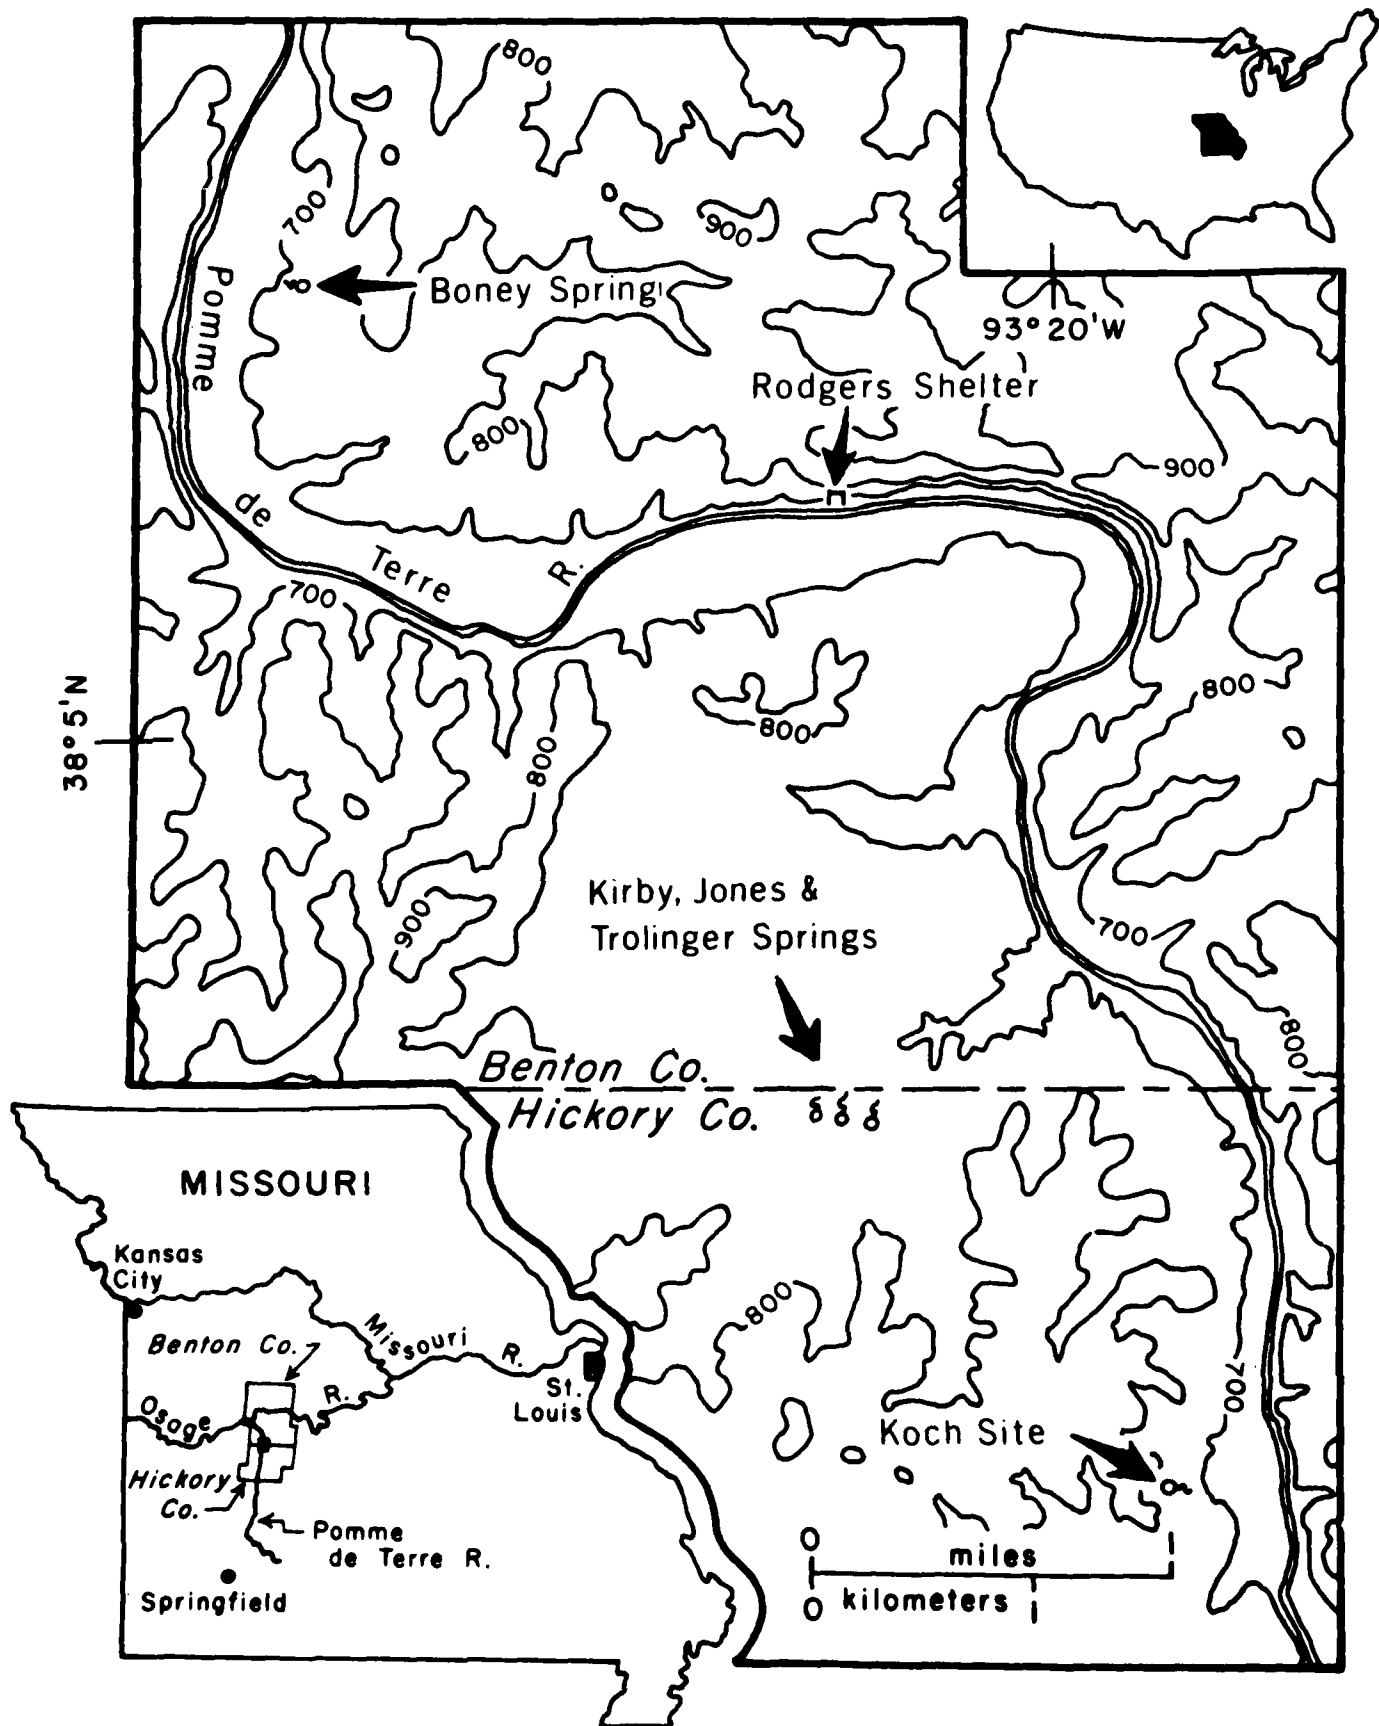 800
700
900
Boney Spring
93°20'W
Pomme
Rodgers Shelter
800
900
de
Terre
R.
700
800
38°5'N
800
800
Kirby, Jones &
Trolinger Springs
900
700
800
Benton Co.
Hickory Co.
MISSOURI
Kansas
City
Missouri
R.
Benton Co.
St.
Louis
Osage
R.
Hickory
Co.
Pomme
de Terre R.
Springfield
800
700
Koch Site
0
1
miles
0
kilometers
1